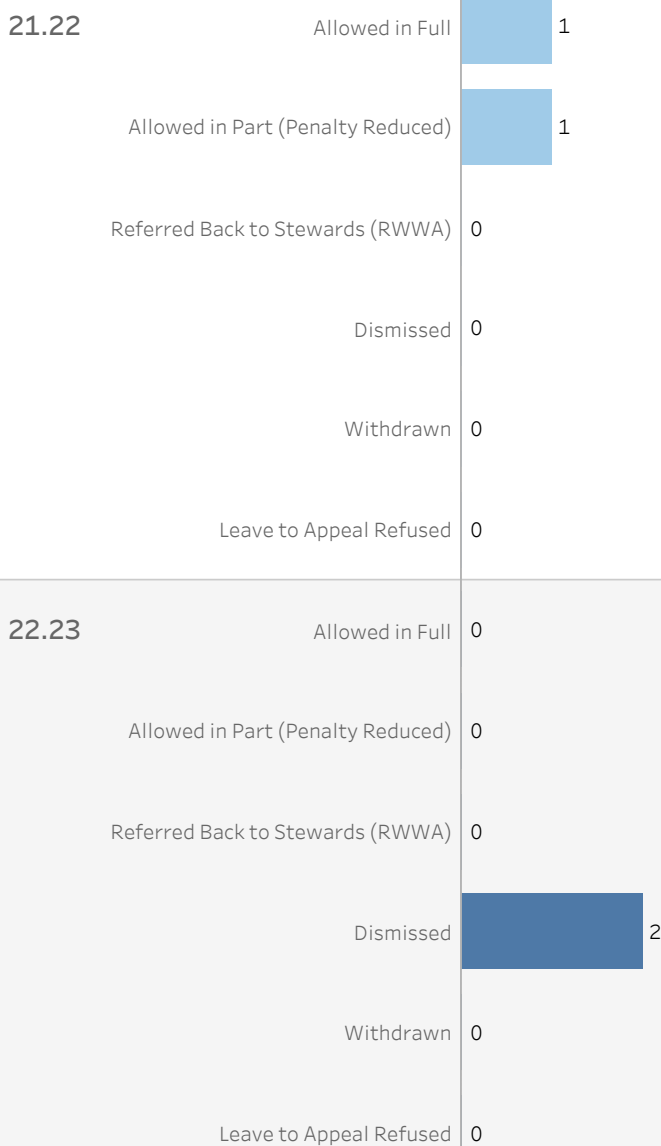 21.22 Allowed in Full 1
Allowed in Part (Penalty Reduced) 1
Referred Back to Stewards (RWWA) 0
Dismissed 0
Withdrawn 0
Leave to Appeal Refused 0
22.23 Allowed in Full 0
Allowed in Part (Penalty Reduced) 0
Referred Back to Stewards (RWWA) 0
Dismissed 2
Withdrawn 0
Leave to Appeal Refused 0